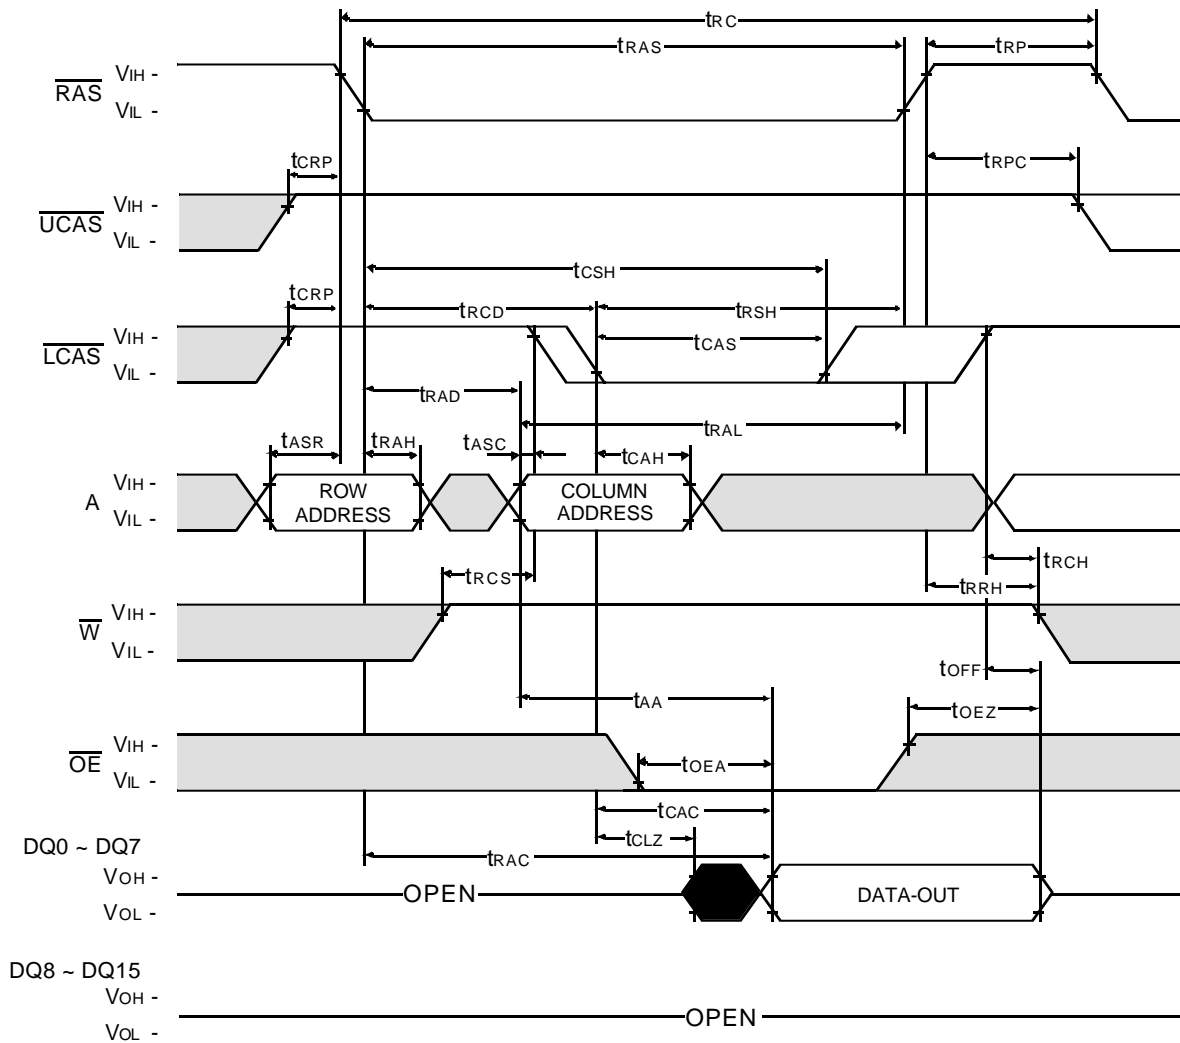 tRC
tRAS
tRP
RAS
VIH -
VIL -
tCRP
tRPC
UCAS
VIH -
VIL -
tCSH
tCRP
tRCD
tRSH
LCAS
VIH -
VIL -
tCAS
tRAD
tRAL
tASR
tRAH
tASC
tCAH
A
VIH -
VIL -
ROW
ADDRESS
COLUMN
ADDRESS
tRCS
tRCH
tRRH
W
VIH -
VIL -
tOFF
tAA
tOEZ
OE
VIH -
VIL -
tOEA
tCAC
tCLZ
tRAC
DQ0 ~ DQ7
VOH -
VOL -
OPEN
DATA-OUT
DQ8 ~ DQ15
VOH -
VOL -
OPEN